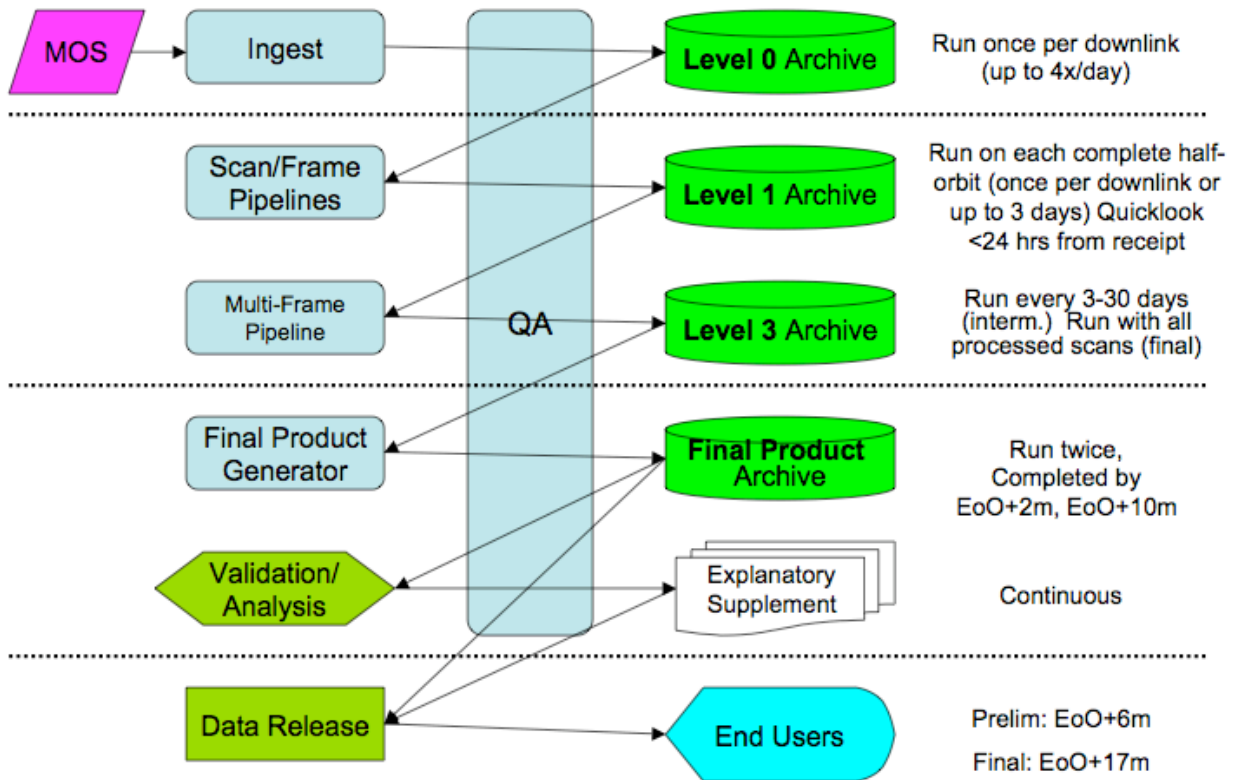 MOS
Ingest
Level 0 Archive
Run once per downlink
(up to 4x/day)
Scan/Frame
Pipelines
Level 1 Archive
Run on each complete half-
orbit (once per downlink or
up to 3 days) Quicklook
<24 hrs from receipt
Multi-Frame
Pipeline
QA
Level 3 Archive
Run every 3-30 days
(interm.) Run with all
processed scans (final)
Final Product
Generator
Final Product
Archive
Run twice,
Completed by
EoO+2m, EoO+10m
Validation/
Analysis
Explanatory
Supplement
Continuous
Data Release
End Users
Prelim: EoO+6m
Final: EoO+17m